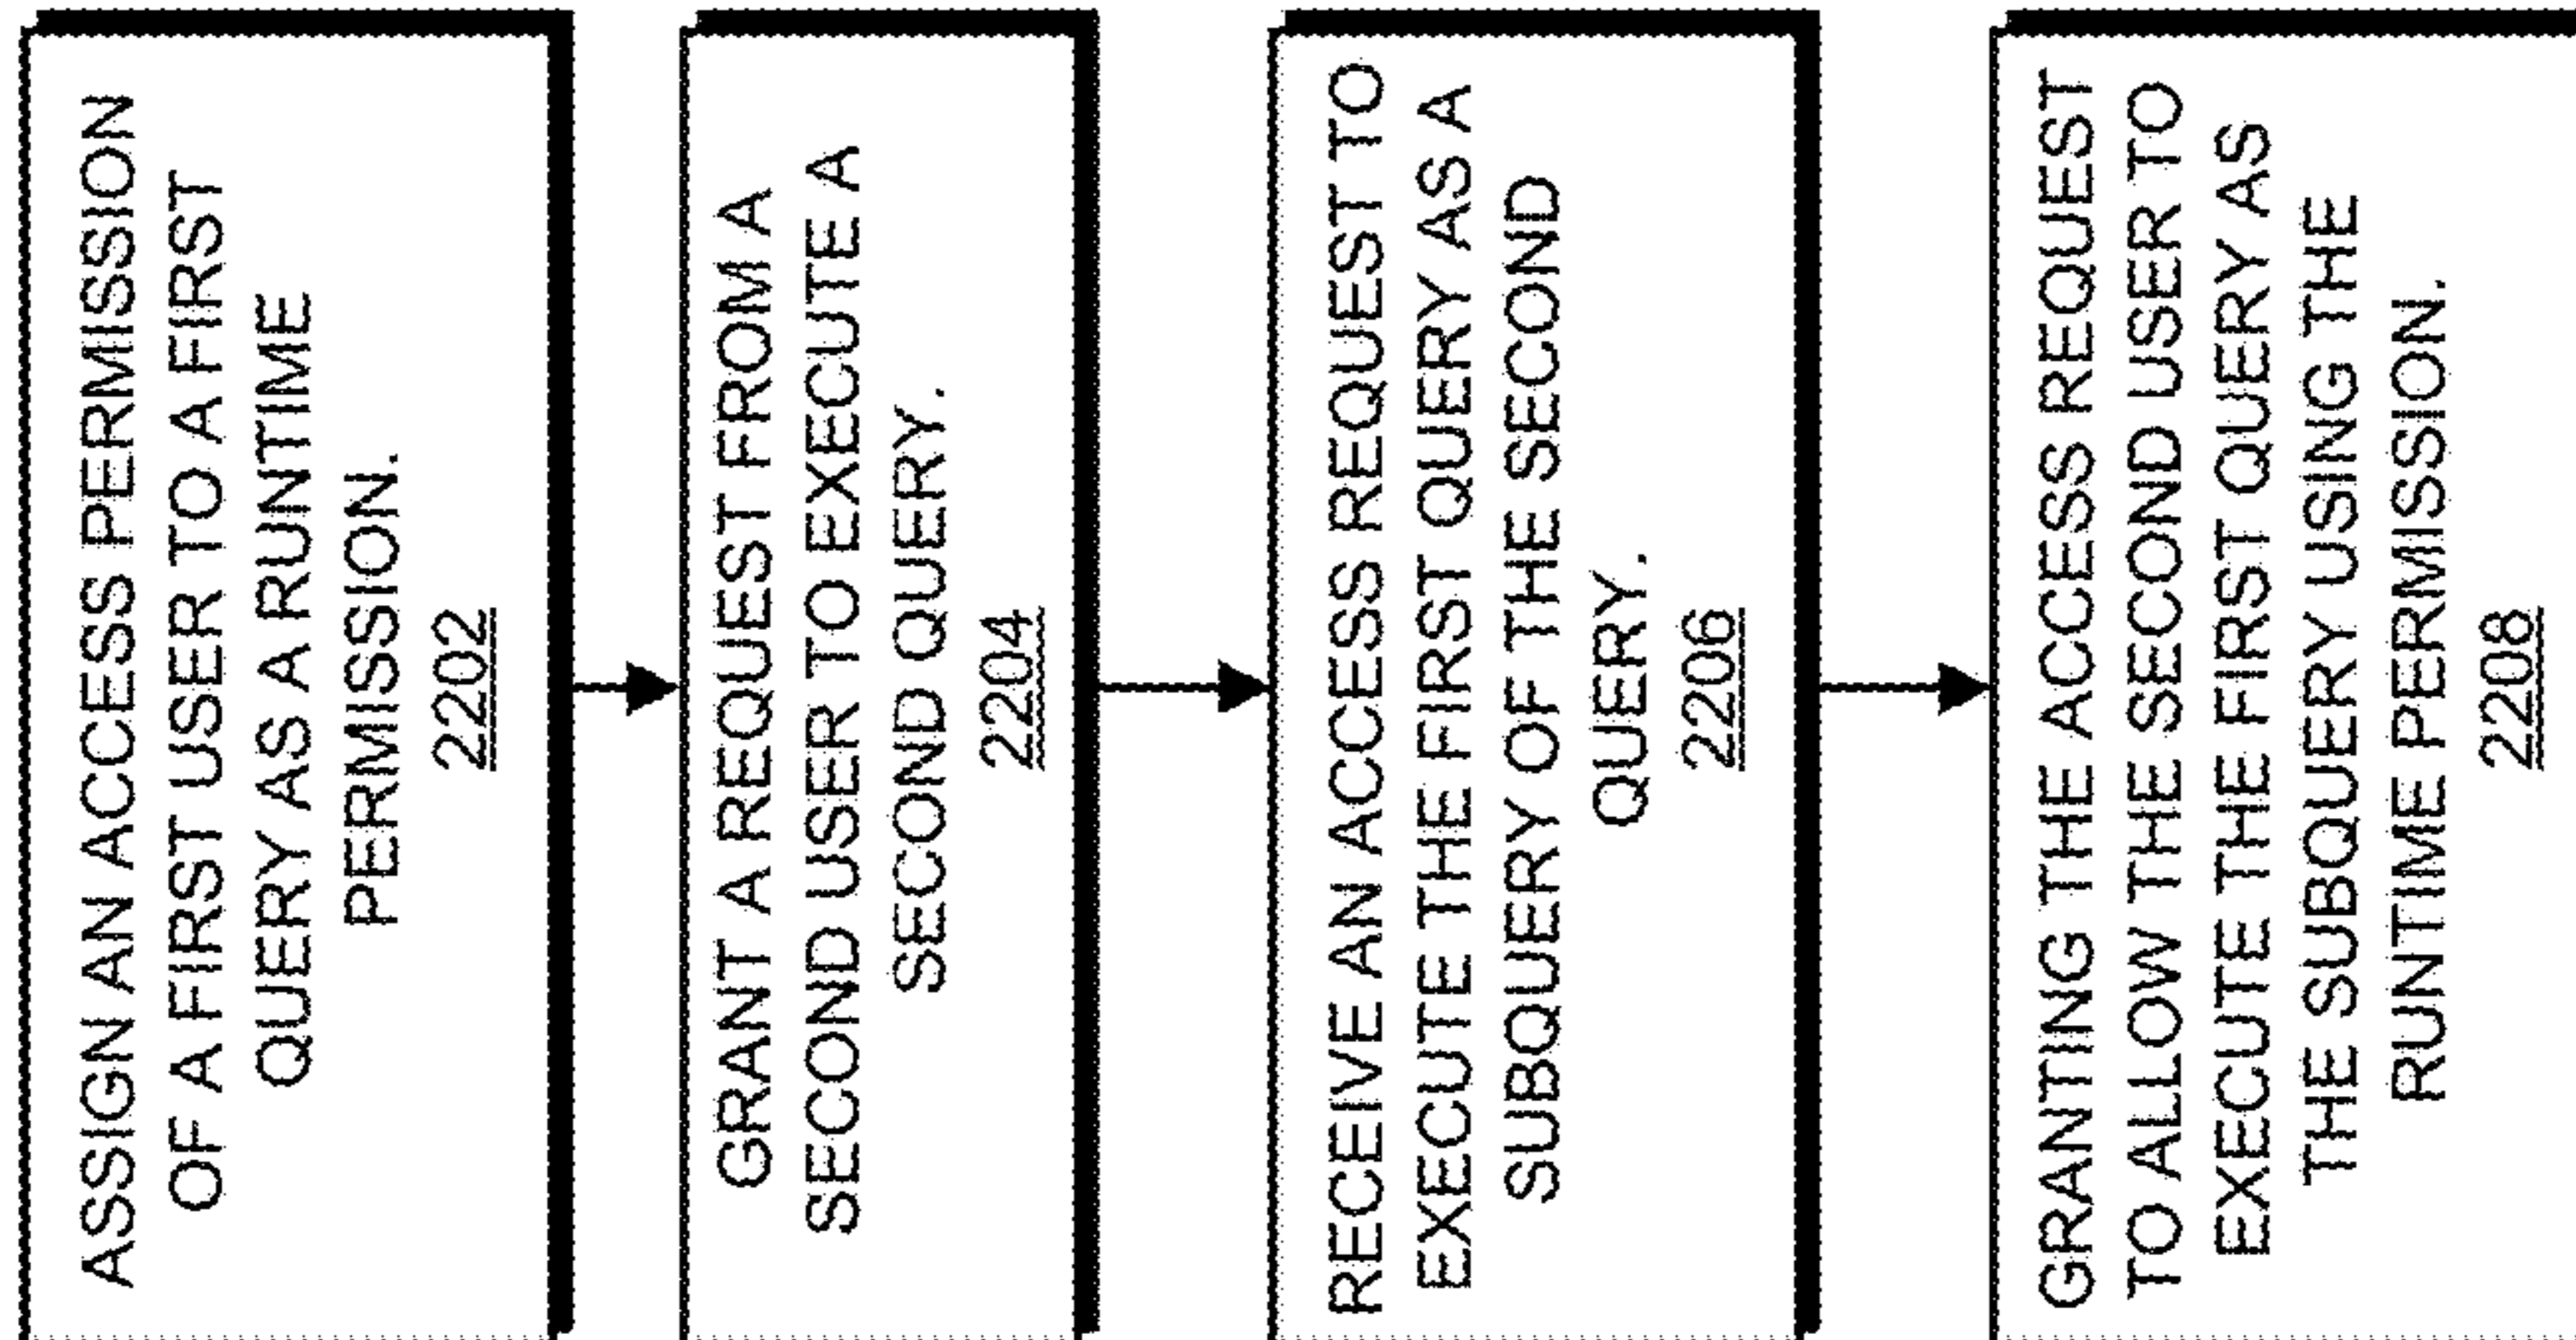 ASSIGN AN ACCESS PERMISSION
OF A FIRST USER TO A FIRST
QUERY AS A RUNTIME
PERMISSION.
2202
GRANT A REQUEST FROM A
SECOND USER TO EXECUTE A
SECOND QUERY.
2204
RECEIVE AN ACCESS REQUEST TO
EXECUTE THE FIRST QUERY AS A
SUBQUERY OF THE SECOND
QUERY.
2206
GRANTING THE ACCESS REQUEST
TO ALLOW THE SECOND USER TO
EXECUTE THE FIRST QUERY AS
THE SUBQUERY USING THE
RUNTIME PERMISSION.
2208